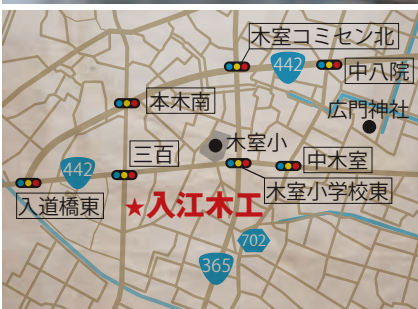 木室コミセン北
442
中八院
本木南
広門神社
三百
木室小
442
中木室
入道橋東
★入江木工
木室小学校東
702
365